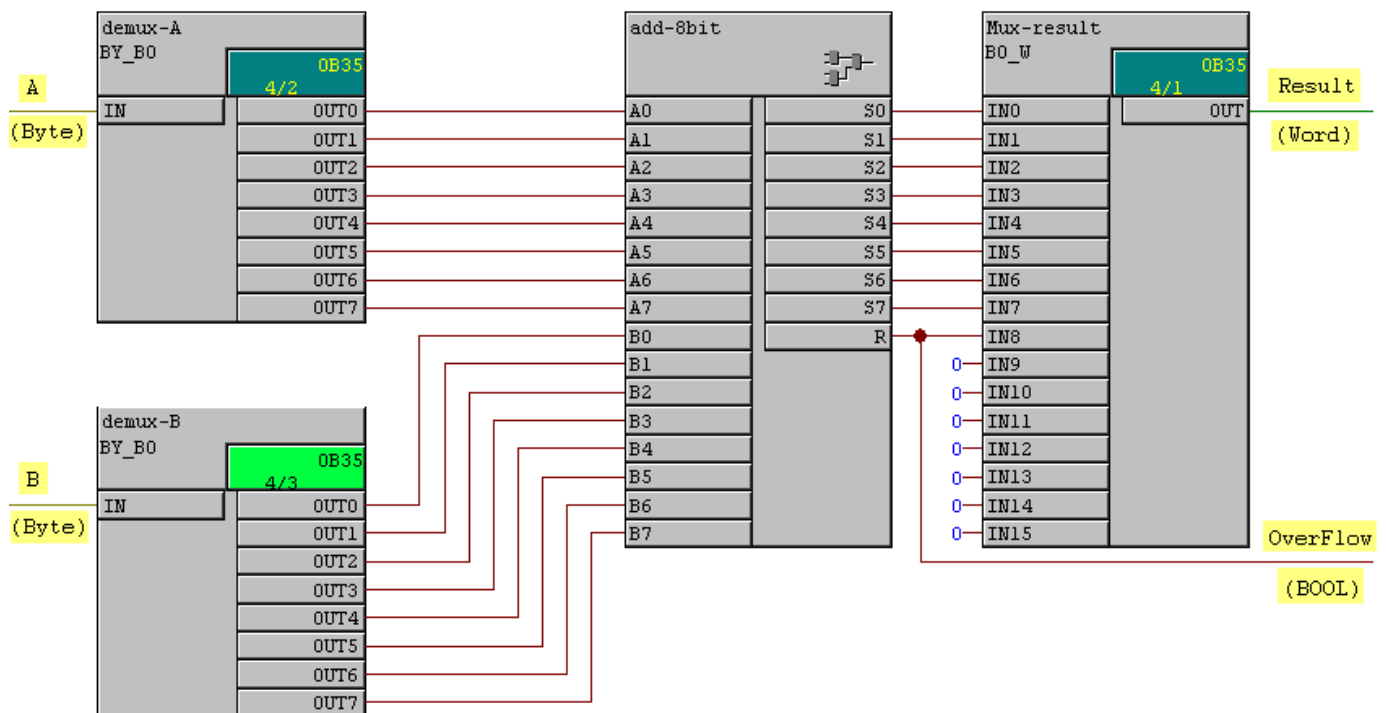 A
(Byte)
demux-A
BY_BO
OB35
4/2
IN
OUT0
OUT1
OUT2
OUT3
OUT4
OUT5
OUT6
OUT7
B
(Byte)
demux-B
BY_BO
OB35
4/3
IN
OUT0
OUT1
OUT2
OUT3
OUT4
OUT5
OUT6
OUT7
add-8bit
A0
A1
A2
A3
A4
A5
A6
A7
B0
B1
B2
B3
B4
B5
B6
B7
S0
S1
S2
S3
S4
S5
S6
S7
R
Mux-result
BO_W
OB35
4/1
IN0
IN1
IN2
IN3
IN4
IN5
IN6
IN7
IN8
0 IN9
0 IN10
0 IN11
0 IN12
0 IN13
0 IN14
0 IN15
OUT
Result
(Word)
OverFlow
(BOOL)